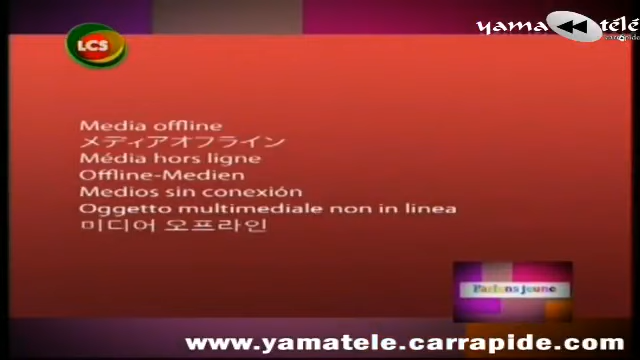 LCS
yama télé
carrapide
Media offline
メディアオフライン
Média hors ligne
Offline-Medien
Medios sin conexión
Oggetto multimediale non in linea
미디어 오프라인
Parlons jeune
www.yamatele.carrapide.com